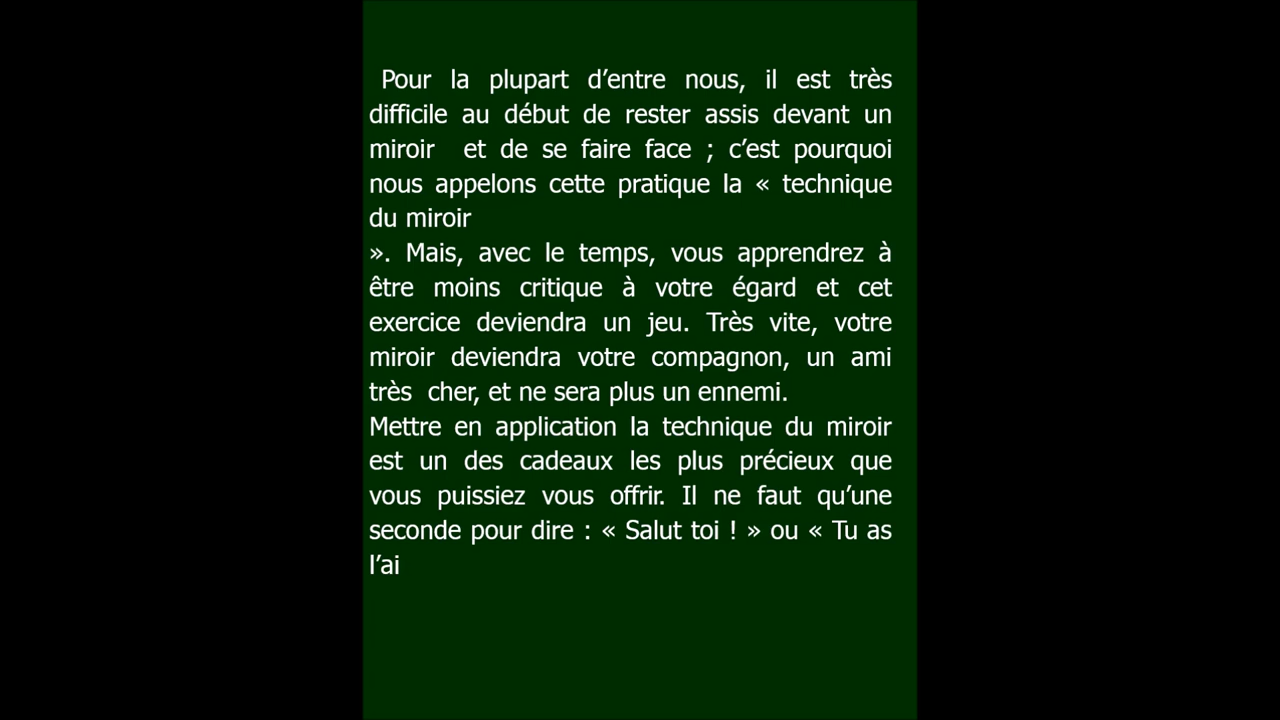 Pour la plupart d’entre nous, il est très
difficile au début de rester assis devant un
miroir et de se faire face ; c’est pourquoi
nous appelons cette pratique la « technique
du miroir
». Mais, avec le temps, vous apprendrez à
être moins critique à votre égard et cet
exercice deviendra un jeu. Très vite, votre
miroir deviendra votre compagnon, un ami
très cher, et ne sera plus un ennemi.
Mettre en application la technique du miroir
est un des cadeaux les plus précieux que
vous puissiez vous offrir. Il ne faut qu’une
seconde pour dire : « Salut toi ! » ou « Tu as
l’ai